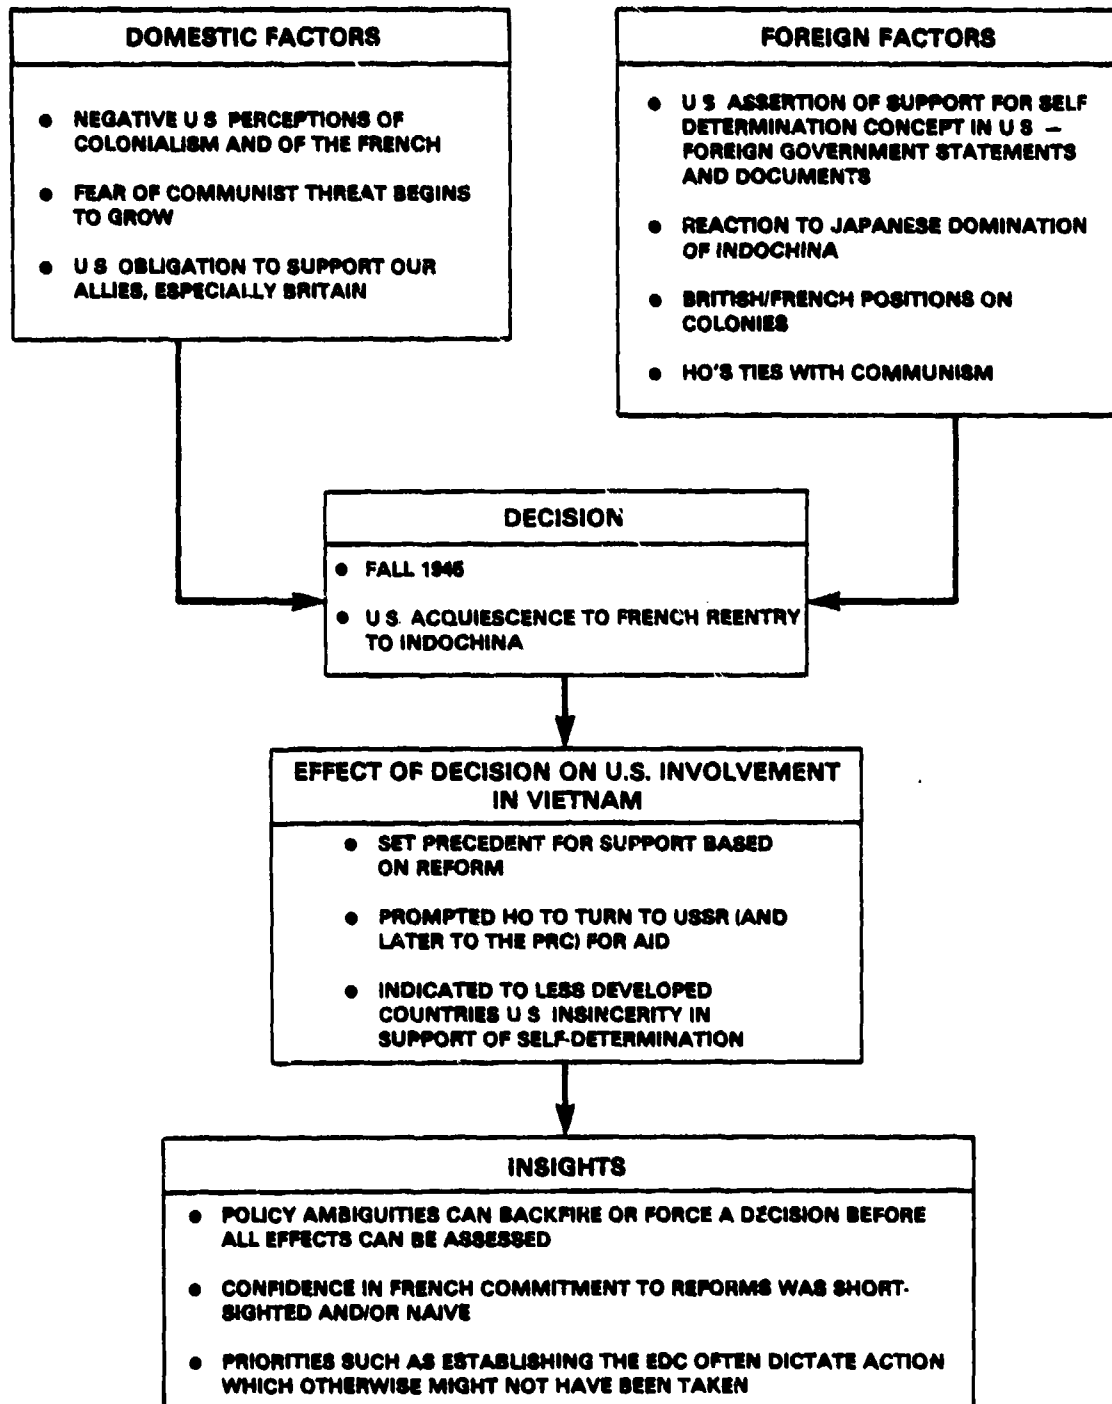 DOMESTIC FACTORS
● NEGATIVE U S PERCEPTIONS OF
COLONIALISM AND OF THE FRENCH
● FEAR OF COMMUNIST THREAT BEGINS
TO GROW
● U S OBLIGATION TO SUPPORT OUR
ALLIES, ESPECIALLY BRITAIN
FOREIGN FACTORS
● U S ASSERTION OF SUPPORT FOR SELF
DETERMINATION CONCEPT IN U S –
FOREIGN GOVERNMENT STATEMENTS
AND DOCUMENTS
● REACTION TO JAPANESE DOMINATION
OF INDOCHINA
● BRITISH/FRENCH POSITIONS ON
COLONIES
● HO'S TIES WITH COMMUNISM
DECISION
● FALL 1945
● U S. ACQUIESCENCE TO FRENCH REENTRY
TO INDOCHINA
EFFECT OF DECISION ON U.S. INVOLVEMENT
IN VIETNAM
● SET PRECEDENT FOR SUPPORT BASED
ON REFORM
● PROMPTED HO TO TURN TO USSR (AND
LATER TO THE PRC) FOR AID
● INDICATED TO LESS DEVELOPED
COUNTRIES U S INSINCERITY IN
SUPPORT OF SELF-DETERMINATION
INSIGHTS
● POLICY AMBIGUITIES CAN BACKFIRE OR FORCE A DECISION BEFORE
ALL EFFECTS CAN BE ASSESSED
● CONFIDENCE IN FRENCH COMMITMENT TO REFORMS WAS SHORT-
SIGHTED AND/OR NAIVE
● PRIORITIES SUCH AS ESTABLISHING THE EDC OFTEN DICTATE ACTION
WHICH OTHERWISE MIGHT NOT HAVE BEEN TAKEN